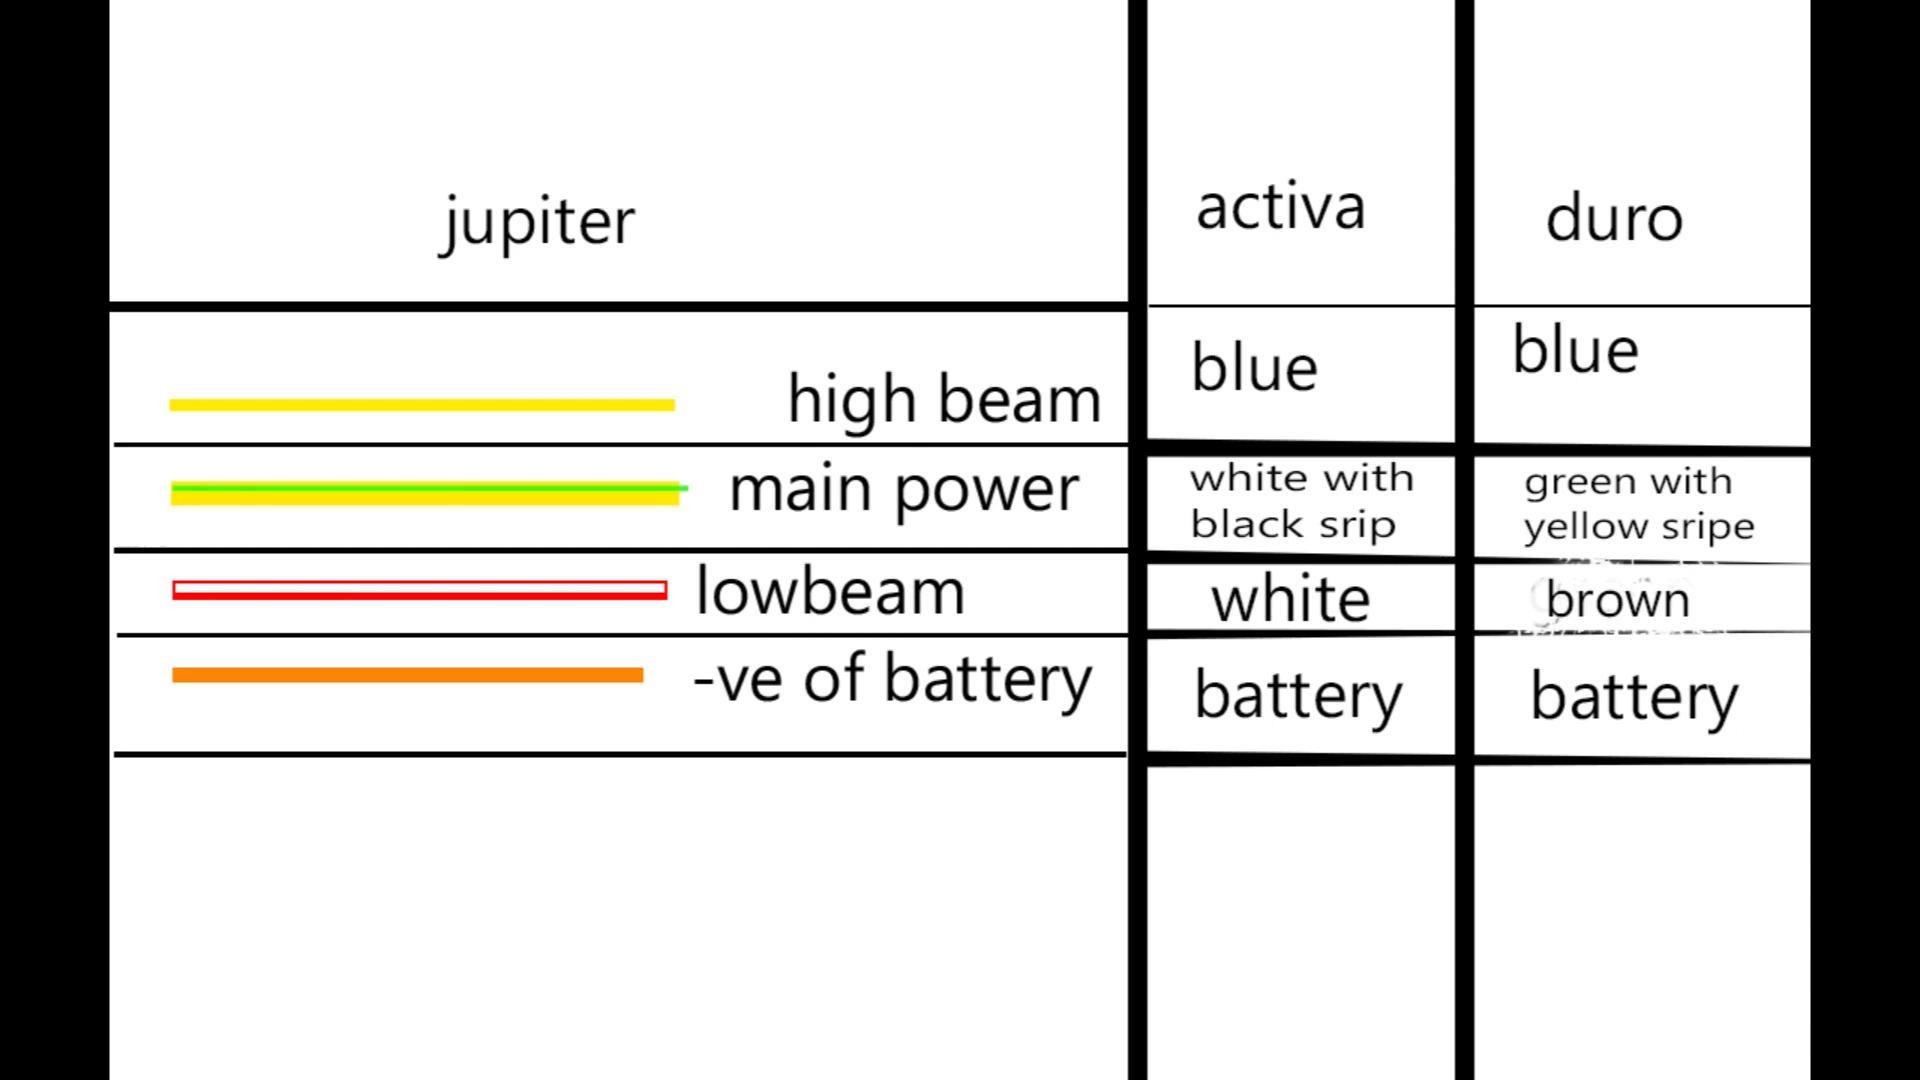 jupiter activa duro
high beam blue blue
main power white with green with
black srip yellow sripe
lowbeam white brown
-ve of battery battery battery